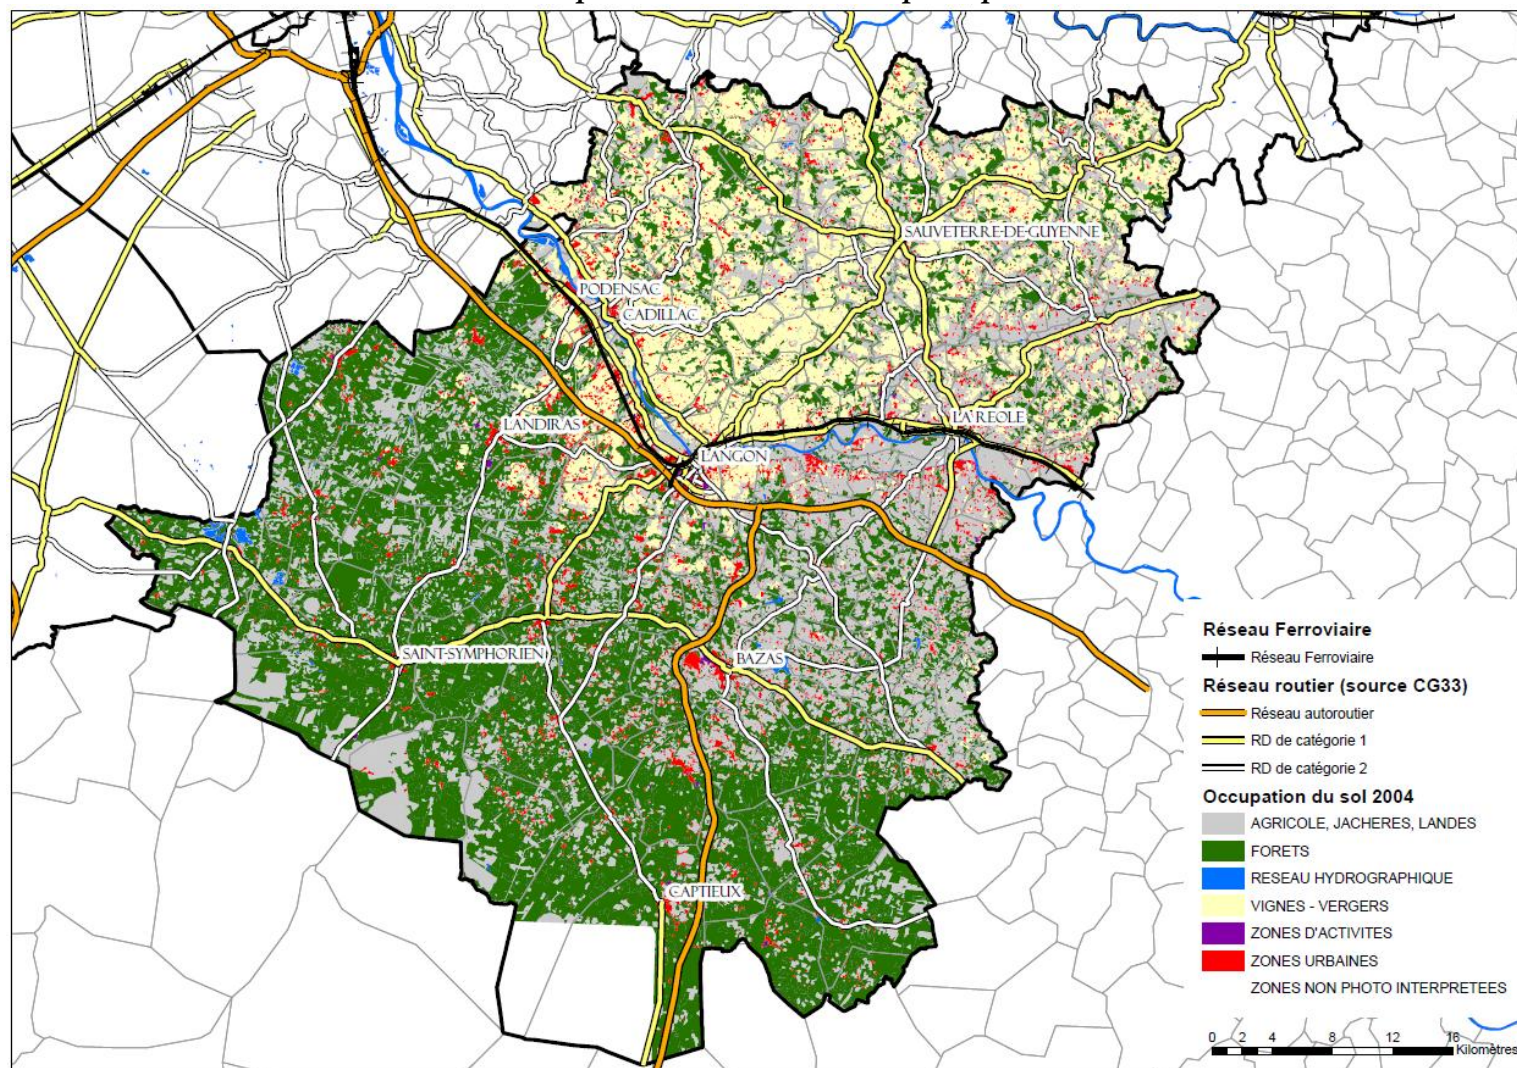 SAUVETERRE-DE-GUYENNE
PODENSAC
CADILLAC
LANDIRAS
LA REOLE
LANGON
SAINT-SYMPHORIEN
BAZAS
CAPTIEUX
Réseau Ferroviaire
Réseau Ferroviaire
Réseau routier (source CG33)
Réseau autoroutier
RD de catégorie 1
RD de catégorie 2
Occupation du sol 2004
AGRICOLE, JACHERES, LANDES
FORETS
RESEAU HYDROGRAPHIQUE
VIGNES - VERGERS
ZONES D'ACTIVITES
ZONES URBAINES
ZONES NON PHOTO INTERPRETEES
0 2 4 8 12 16
Kilomètres